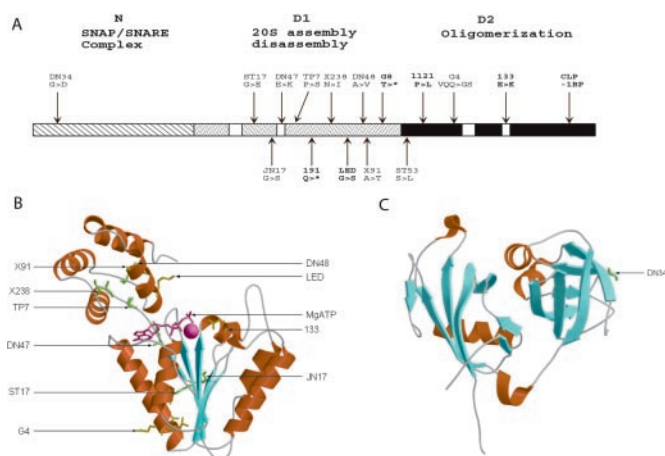 A
N
SNAP/SNARE
Complex
D1
20S assembly
disassembly
D2
Oligomerization
DN34
G>D
ST17
G>E
DN47
E>K
TP7
P>S
X238
N>I
DN48
A>V
G8
T>*
1121
P>L
G4
VQQ>GS
133
E>K
CLP
-1BP
JN17
G>S
191
Q>*
LED
G>S
X91
A>T
ST53
S>L
B
X91
X238
TP7
DN47
ST17
G4
DN48
LED
MgATP
133
JN17
C
DN34